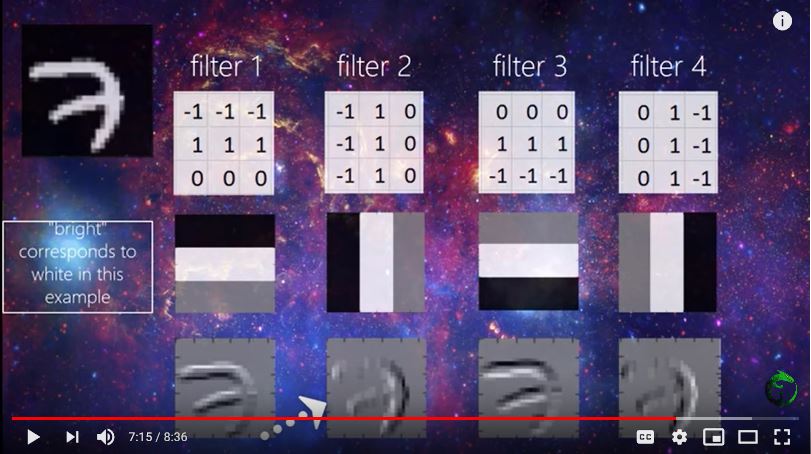 filter 1
filter 2
filter 3
filter 4
-1 -1 -1
1 1 1
0 0 0
-1 1 0
-1 1 0
-1 1 0
0 0 0
1 1 1
-1 -1 -1
0 1 -1
0 1 -1
0 1 -1
"bright"
corresponds to
white in this
example
7:15 / 8:36
CC
i